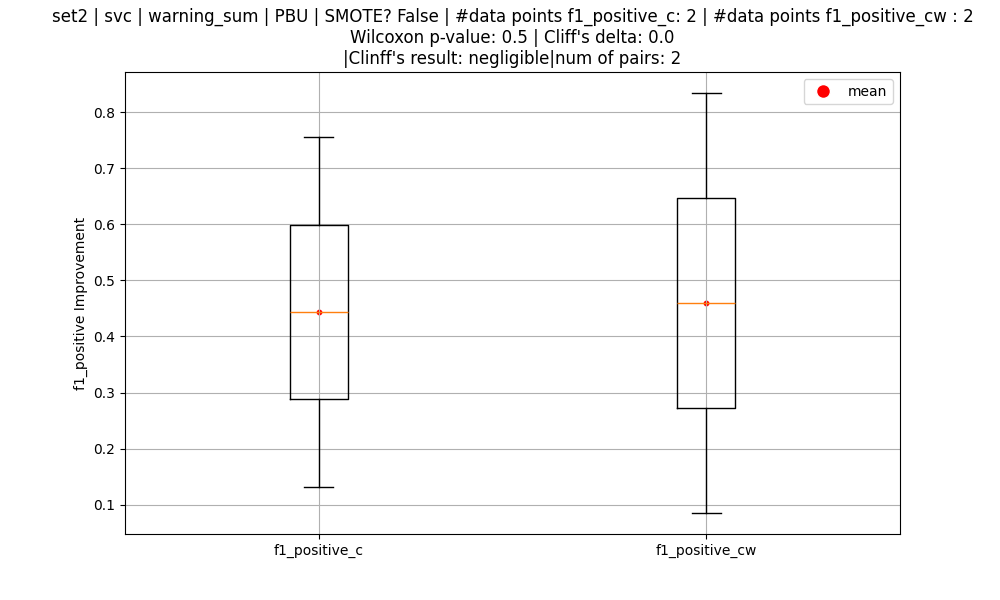 set2 | svc | warning_sum | PBU | SMOTE? False | #data points f1_positive_c: 2 | #data points f1_positive_cw : 2
Wilcoxon p-value: 0.5 | Cliff's delta: 0.0
|Clinff's result: negligible|num of pairs: 2
mean
0.8
0.7
0.6
0.5
0.4
0.3
0.2
0.1
f1_positive Improvement
f1_positive_c
f1_positive_cw